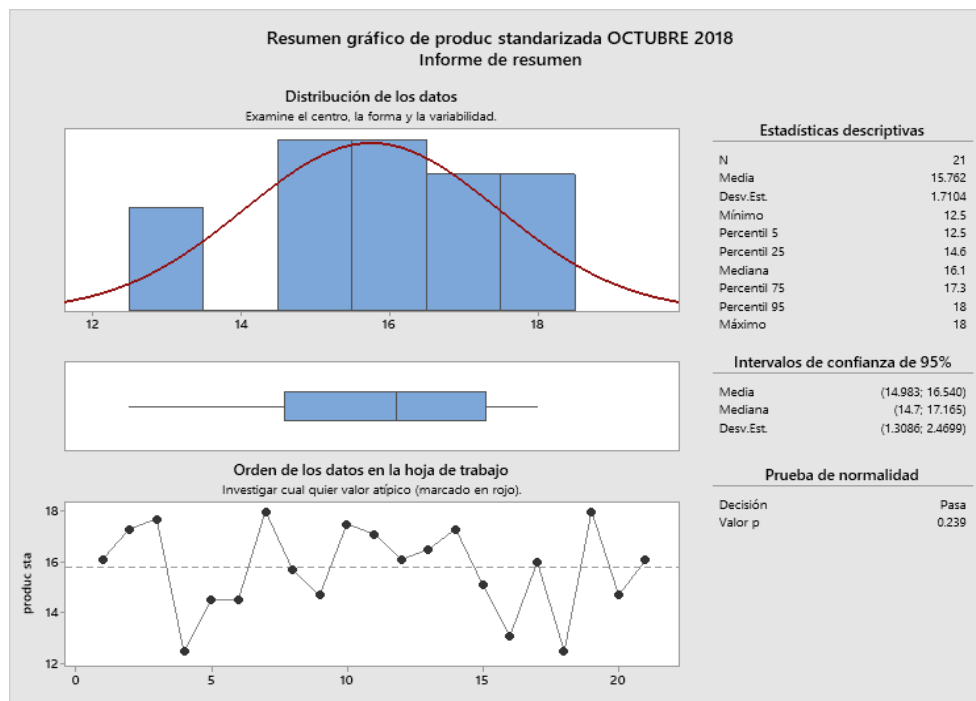 Resumen gráfico de produc standarizada OCTUBRE 2018
Informe de resumen
Distribución de los datos
Examine el centro, la forma y la variabilidad.
12 14 16 18
Orden de los datos en la hoja de trabajo
Investigar cual quier valor atípico (marcado en rojo).
produc sta
18
16
14
12
0 5 10 15 20
Estadísticas descriptivas
N 21
Media 15.762
Desv.Est. 1.7104
Mínimo 12.5
Percentil 5 12.5
Percentil 25 14.6
Mediana 16.1
Percentil 75 17.3
Percentil 95 18
Máximo 18
Intervalos de confianza de 95%
Media (14.983; 16.540)
Mediana (14.7; 17.165)
Desv.Est. (1.3086; 2.4699)
Prueba de normalidad
Decisión Pasa
Valor p 0.239